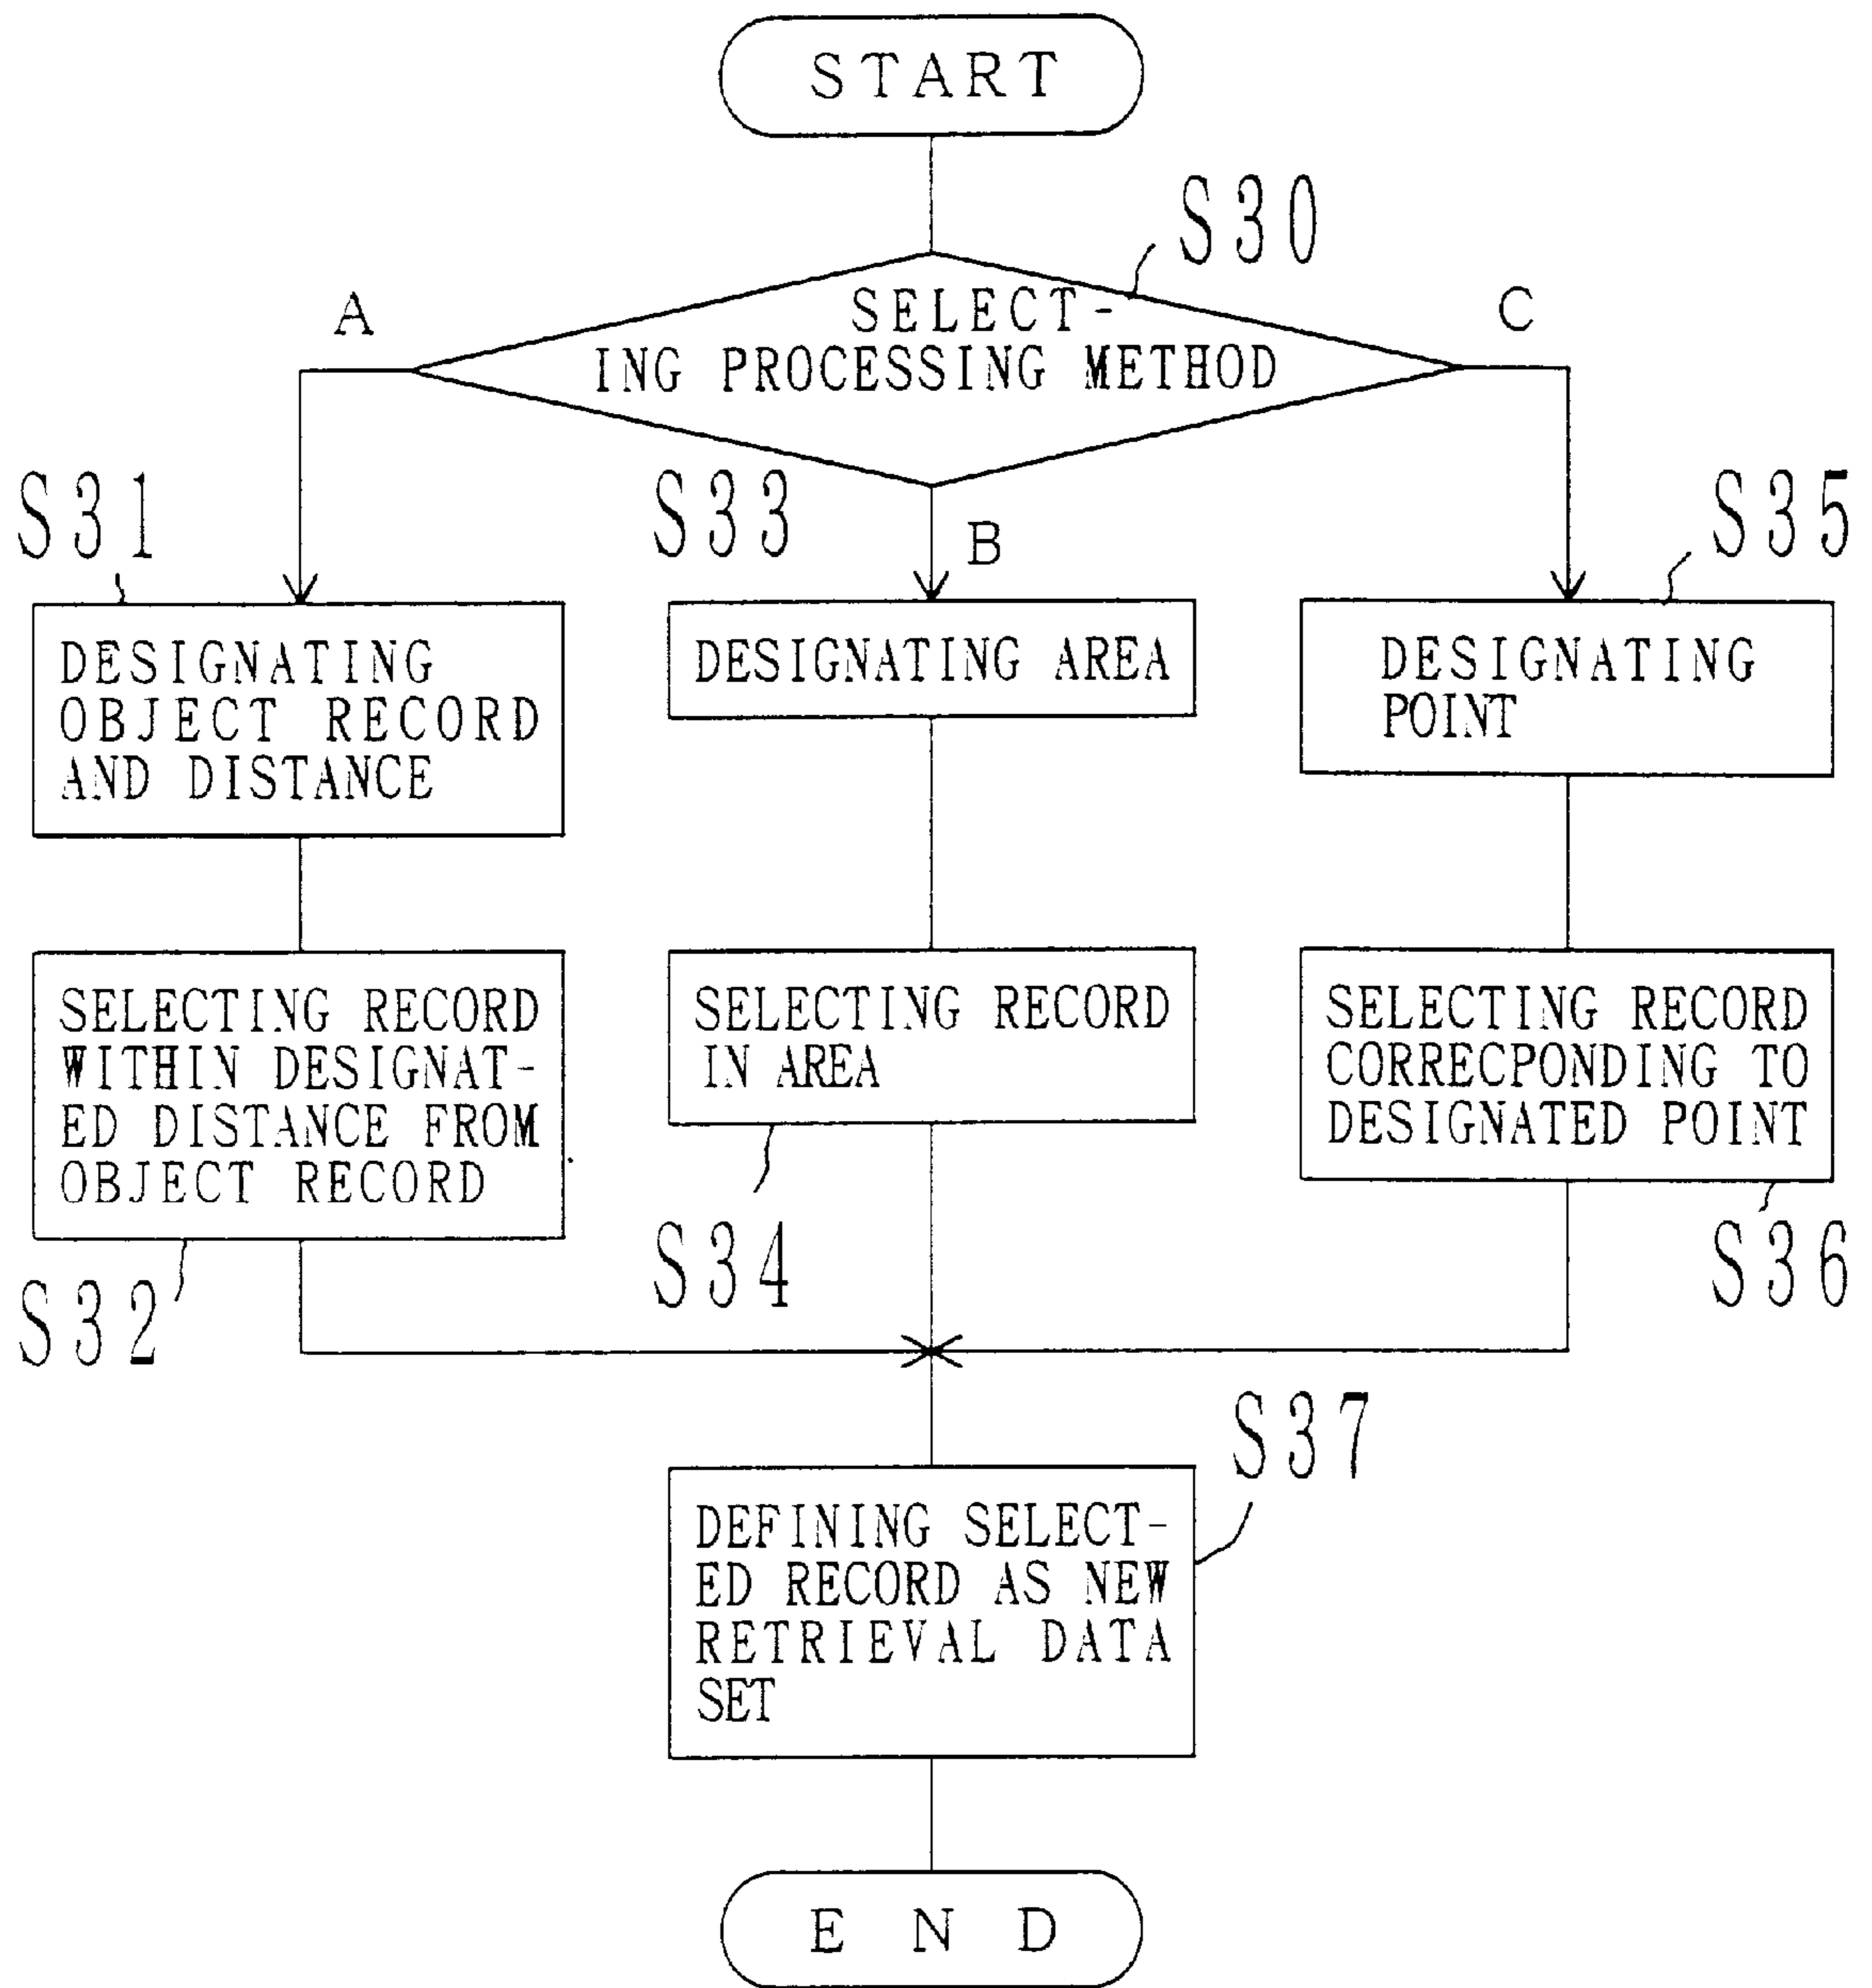 START
S30
A
SELECT-
C
ING PROCESSING METHOD
S31
S33
B
S35
DESIGNATING
OBJECT RECORD
AND DISTANCE
DESIGNATING AREA
DESIGNATING
POINT
SELECTING RECORD
WITHIN DESIGNAT-
ED DISTANCE FROM
OBJECT RECORD
SELECTING RECORD
IN AREA
SELECTING RECORD
CORRECPONDING TO
DESIGNATED POINT
S32
S34
S36
S37
DEFINING SELECT-
ED RECORD AS NEW
RETRIEVAL DATA
SET
END